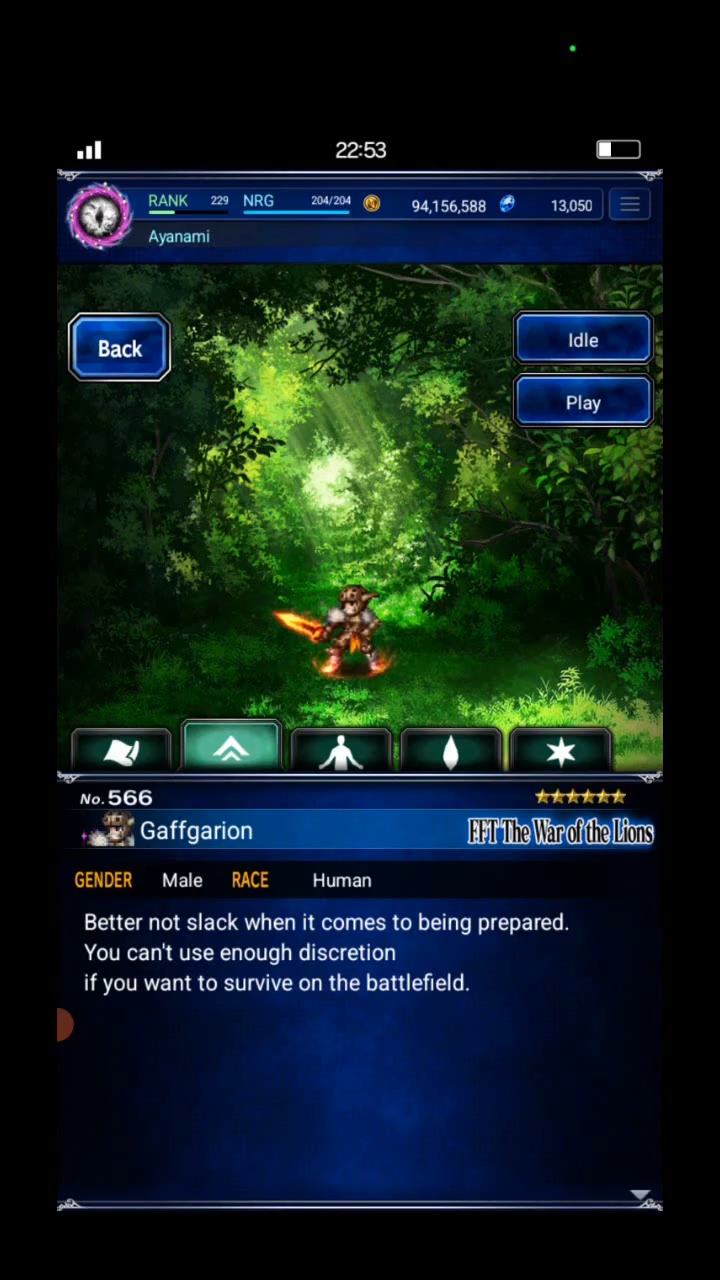 22:53
RANK 229 NRG 204/204 94,156,588 13,050
Ayanami
Back
Idle
Play
No.566
Gaffgarion FFT The War of the Lions
GENDER Male RACE Human
Better not slack when it comes to being prepared.
You can't use enough discretion
if you want to survive on the battlefield.